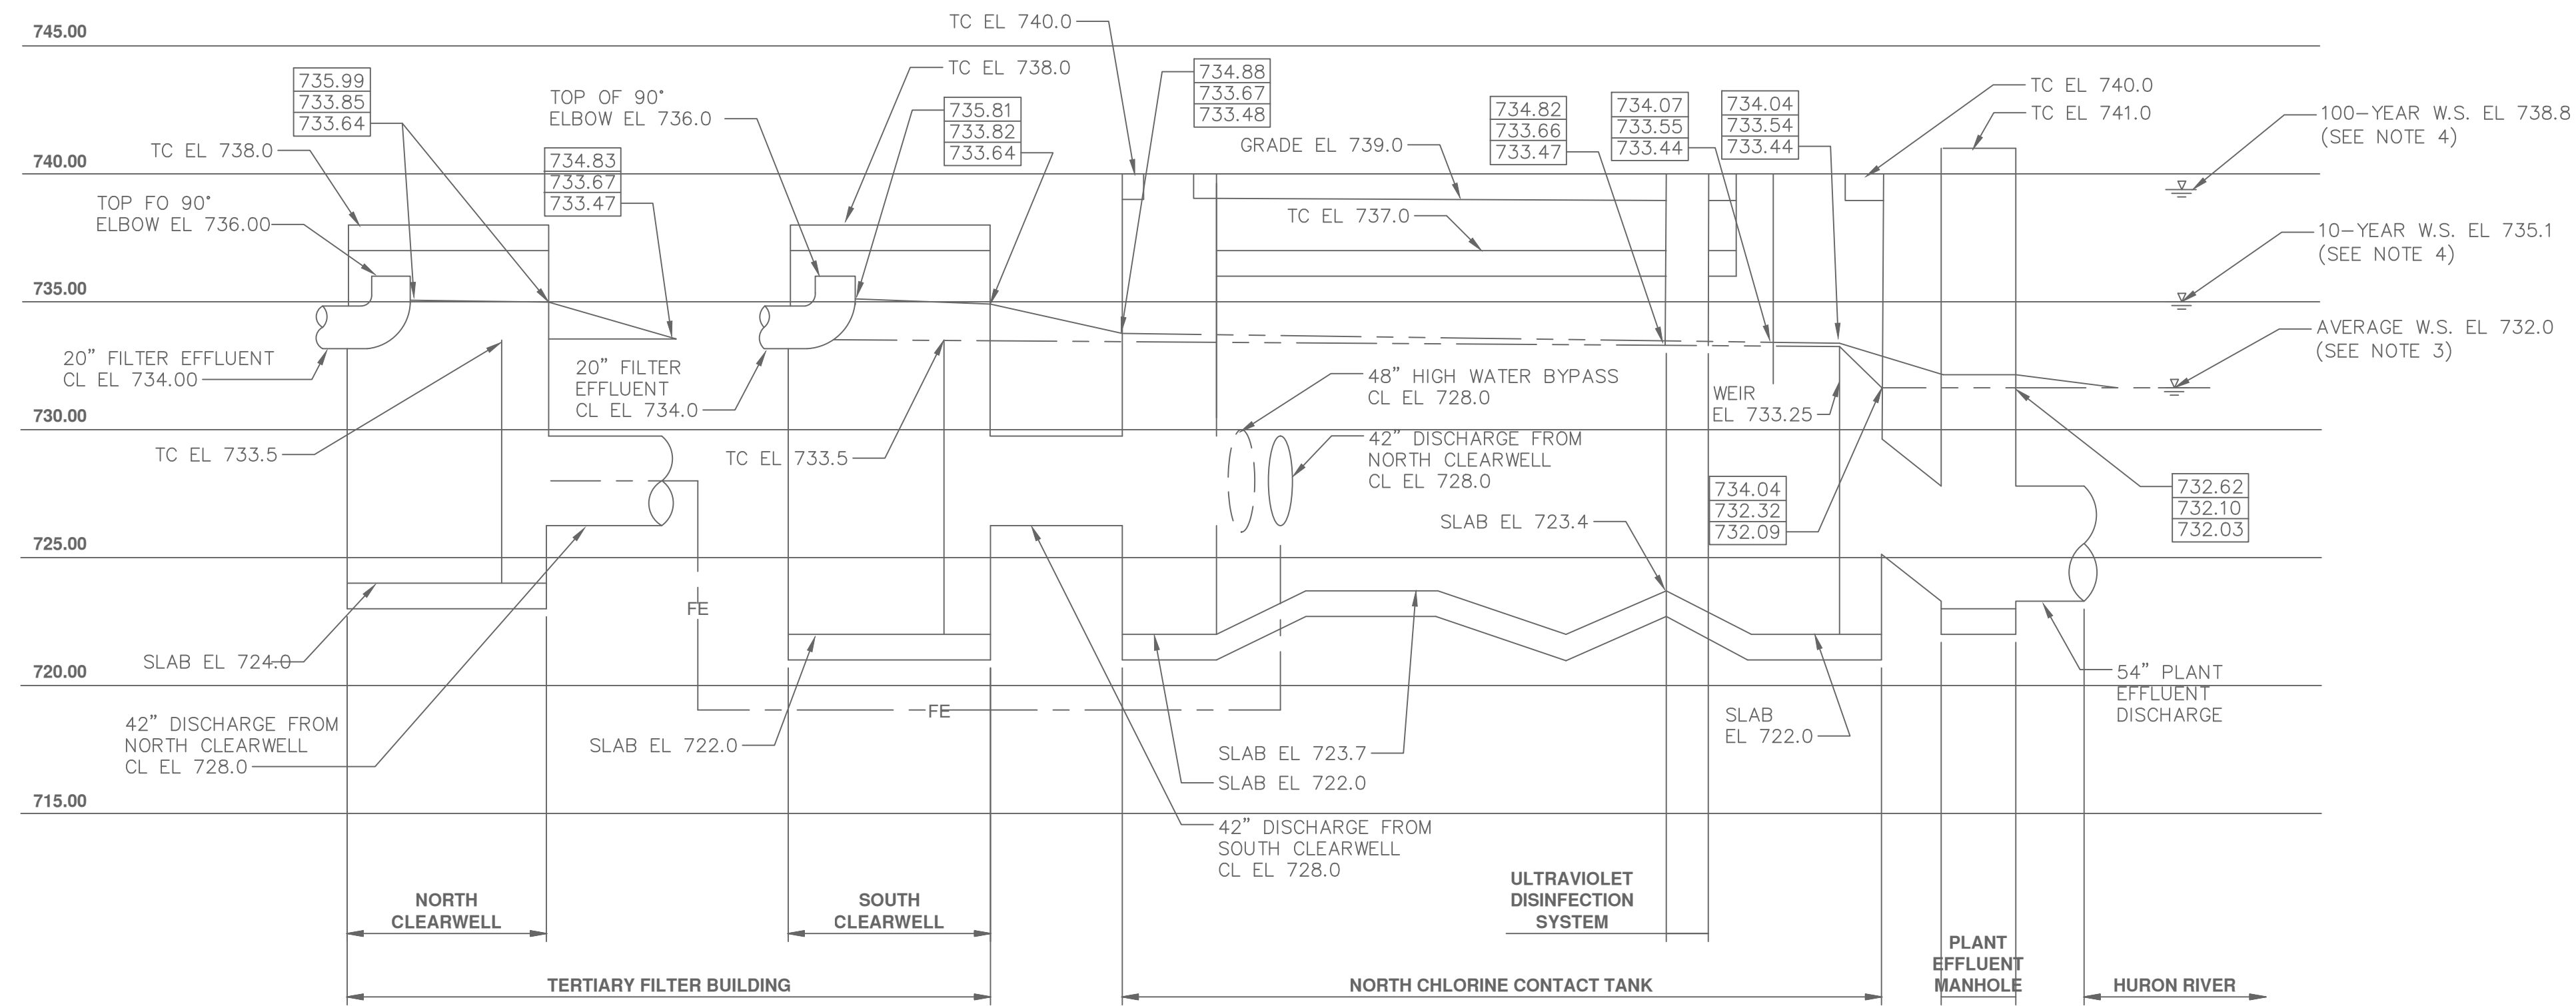 745.00
TC EL 740.0
735.99
733.85
733.64
TOP OF 90°
ELBOW EL 736.0
TC EL 738.0
735.81
733.82
733.64
734.88
733.67
733.48
734.82
733.66
733.47
734.07
733.55
733.44
734.04
733.54
733.44
TC EL 740.0
TC EL 741.0
100-YEAR W.S. EL 738.8
(SEE NOTE 4)
GRADE EL 739.0
TC EL 738.0
734.83
733.67
733.47
740.00
TOP FO 90°
ELBOW EL 736.00
TC EL 737.0
10-YEAR W.S. EL 735.1
(SEE NOTE 4)
735.00
AVERAGE W.S. EL 732.0
(SEE NOTE 3)
20" FILTER EFFLUENT
CL EL 734.00
20" FILTER
EFFLUENT
CL EL 734.0
48" HIGH WATER BYPASS
CL EL 728.0
WEIR
EL 733.25
730.00
TC EL 733.5
TC EL 733.5
42" DISCHARGE FROM
NORTH CLEARWELL
CL EL 728.0
734.04
732.32
732.09
732.62
732.10
732.03
SLAB EL 723.4
725.00
FE
SLAB EL 724.0
720.00
54" PLANT
EFFLUENT
DISCHARGE
FE
42" DISCHARGE FROM
NORTH CLEARWELL
CL EL 728.0
SLAB EL 722.0
SLAB EL 723.7
SLAB EL 722.0
SLAB
EL 722.0
715.00
42" DISCHARGE FROM
SOUTH CLEARWELL
CL EL 728.0
NORTH
CLEARWELL
SOUTH
CLEARWELL
ULTRAVIOLET
DISINFECTION
SYSTEM
PLANT
EFFLUENT
MANHOLE
TERTIARY FILTER BUILDING
NORTH CHLORINE CONTACT TANK
HURON RIVER